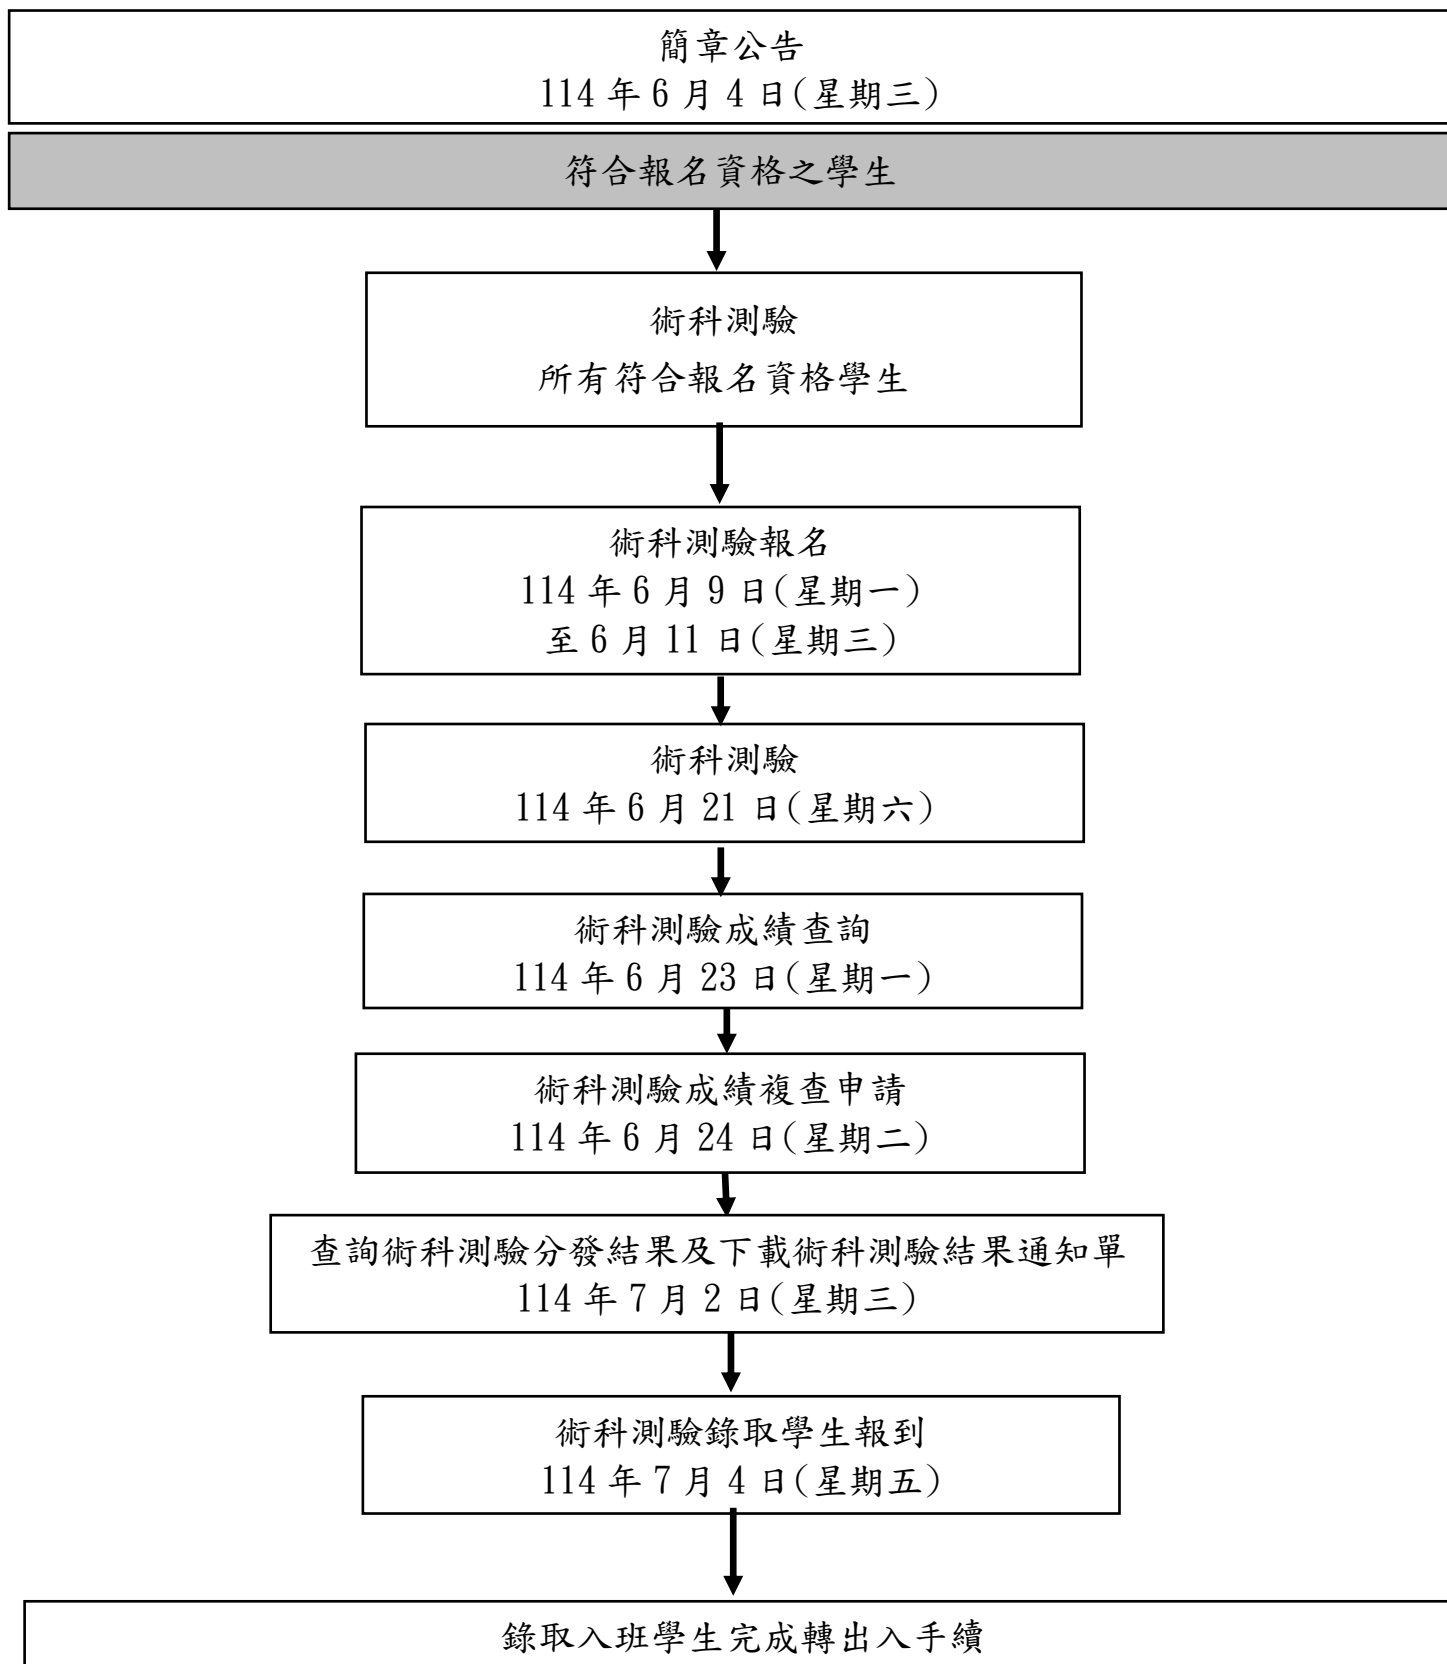 簡章公告
114 年 6 月 4 日(星期三)
符合報名資格之學生
術科測驗
所有符合報名資格學生
術科測驗報名
114 年 6 月 9 日(星期一)
至 6 月 11 日(星期三)
術科測驗
114 年 6 月 21 日(星期六)
術科測驗成績查詢
114 年 6 月 23 日(星期一)
術科測驗成績複查申請
114 年 6 月 24 日(星期二)
查詢術科測驗分發結果及下載術科測驗結果通知單
114 年 7 月 2 日(星期三)
術科測驗錄取學生報到
114 年 7 月 4 日(星期五)
錄取入班學生完成轉出入手續